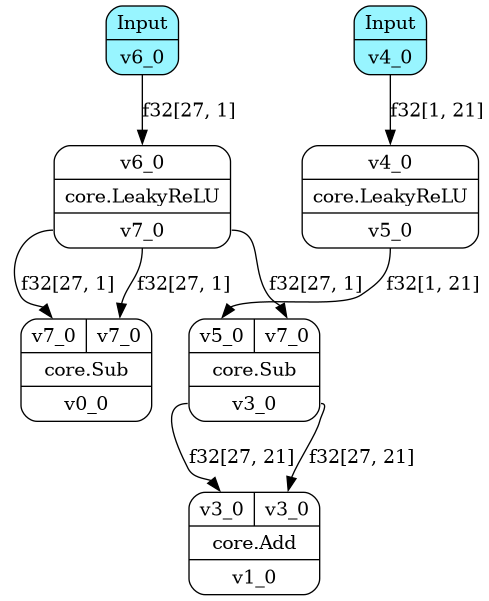 Input
v6_0
Input
v4_0
f32[27, 1]
f32[1, 21]
v6_0
core.LeakyReLU
v7_0
v4_0
core.LeakyReLU
v5_0
f32[27, 1]
f32[27, 1]
f32[27, 1]
f32[1, 21]
v7_0 v7_0
core.Sub
v0_0
v5_0 v7_0
core.Sub
v3_0
f32[27, 21]
f32[27, 21]
v3_0 v3_0
core.Add
v1_0